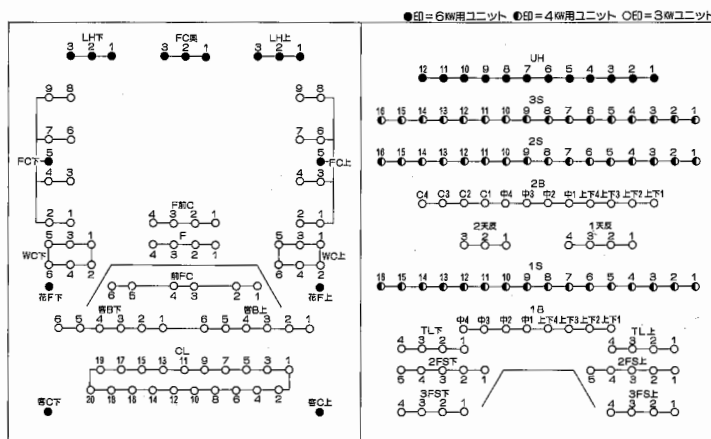 ●印=6KW用ユニット ◐印=4KW用ユニット ○印=3KWユニット
LH下
3 2 1
FC奥
3 2 1
LH上
3 2 1
9 8
7 6
5
FC下
4 3
2 1
9 8
7 6
5
FC上
4 3
2 1
F前C
4 3 2 1
F
4 3 2 1
5 3 1
WC下
6 4 2
5 3 1
WC上
6 4 2
前FC
6 5 4 3 2 1
花F下
花F上
客B下
6 5 4 3 2 1
客B上
6 5 4 3 2 1
CL
19 17 15 13 11 9 7 5 3 1
20 18 16 14 12 10 8 6 4 2
客C下
客C上
UH
12 11 10 9 8 7 6 5 4 3 2 1
3S
16 15 14 13 12 11 10 9 8 7 6 5 4 3 2 1
2S
16 15 14 13 12 11 10 9 8 7 6 5 4 3 2 1
2B
C4 C3 C2 C1 中4 中3 中2 中1 上下4 上下3 上下2 上下1
2天反
3 2 1
1天反
4 3 2 1
1S
16 15 14 13 12 11 10 9 8 7 6 5 4 3 2 1
1B
中4 中3 中2 中1 上下4 上下3 上下2 上下1
TL下
4 3 2 1
TL上
4 3 2 1
2FS下
5 4 3 2 1
2FS上
5 4 3 2 1
3FS下
4 3 2 1
3FS上
4 3 2 1